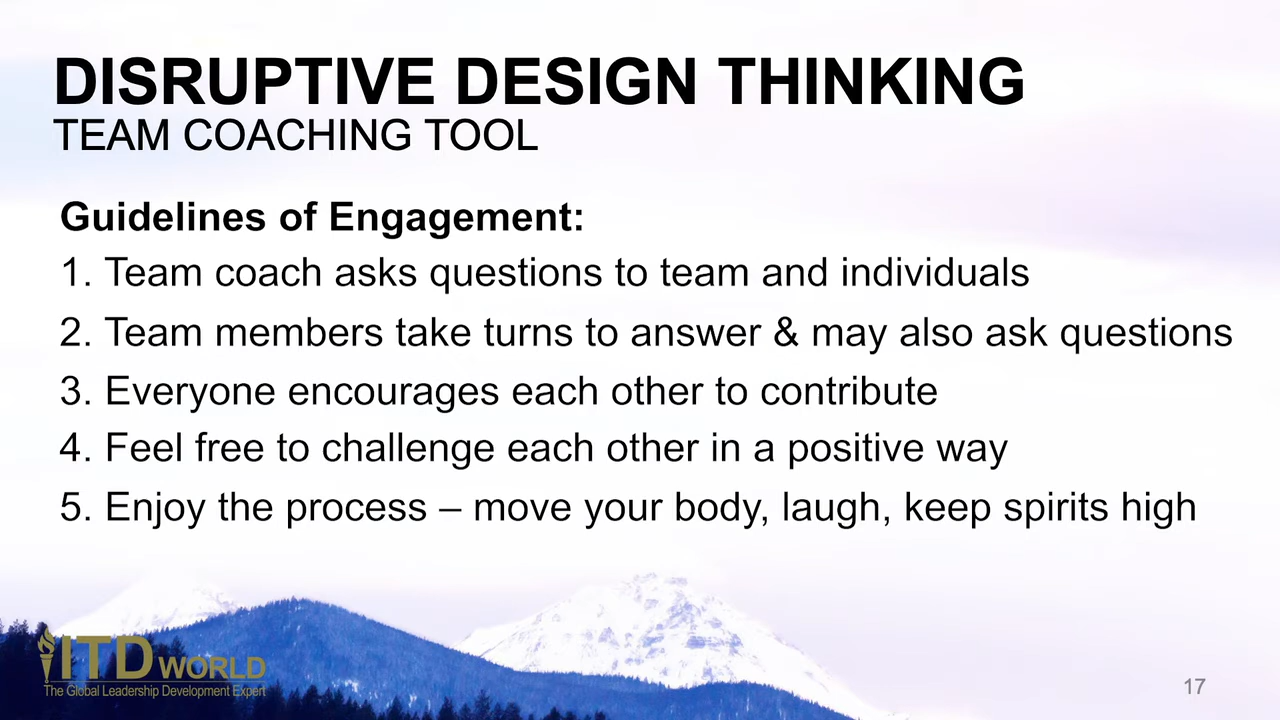 DISRUPTIVE DESIGN THINKING
TEAM COACHING TOOL
Guidelines of Engagement:
1. Team coach asks questions to team and individuals
2. Team members take turns to answer & may also ask questions
3. Everyone encourages each other to contribute
4. Feel free to challenge each other in a positive way
5. Enjoy the process – move your body, laugh, keep spirits high
ITD WORLD
The Global Leadership Development Expert
17